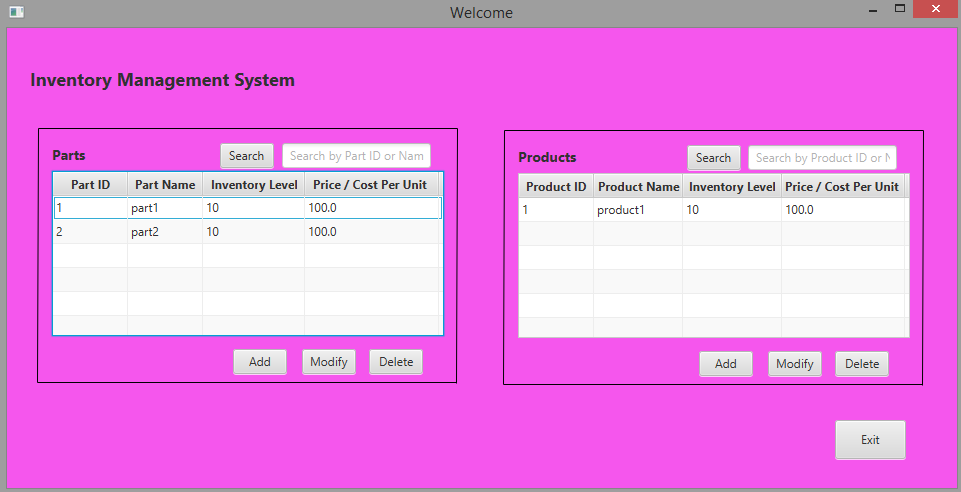 Welcome
Inventory Management System
Parts Search Search by Part ID or Nam
Part ID Part Name Inventory Level Price / Cost Per Unit
1 part1 10 100.0
2 part2 10 100.0
Add Modify Delete
Products Search Search by Product ID or N
Product ID Product Name Inventory Level Price / Cost Per Unit
1 product1 10 100.0
Add Modify Delete
Exit